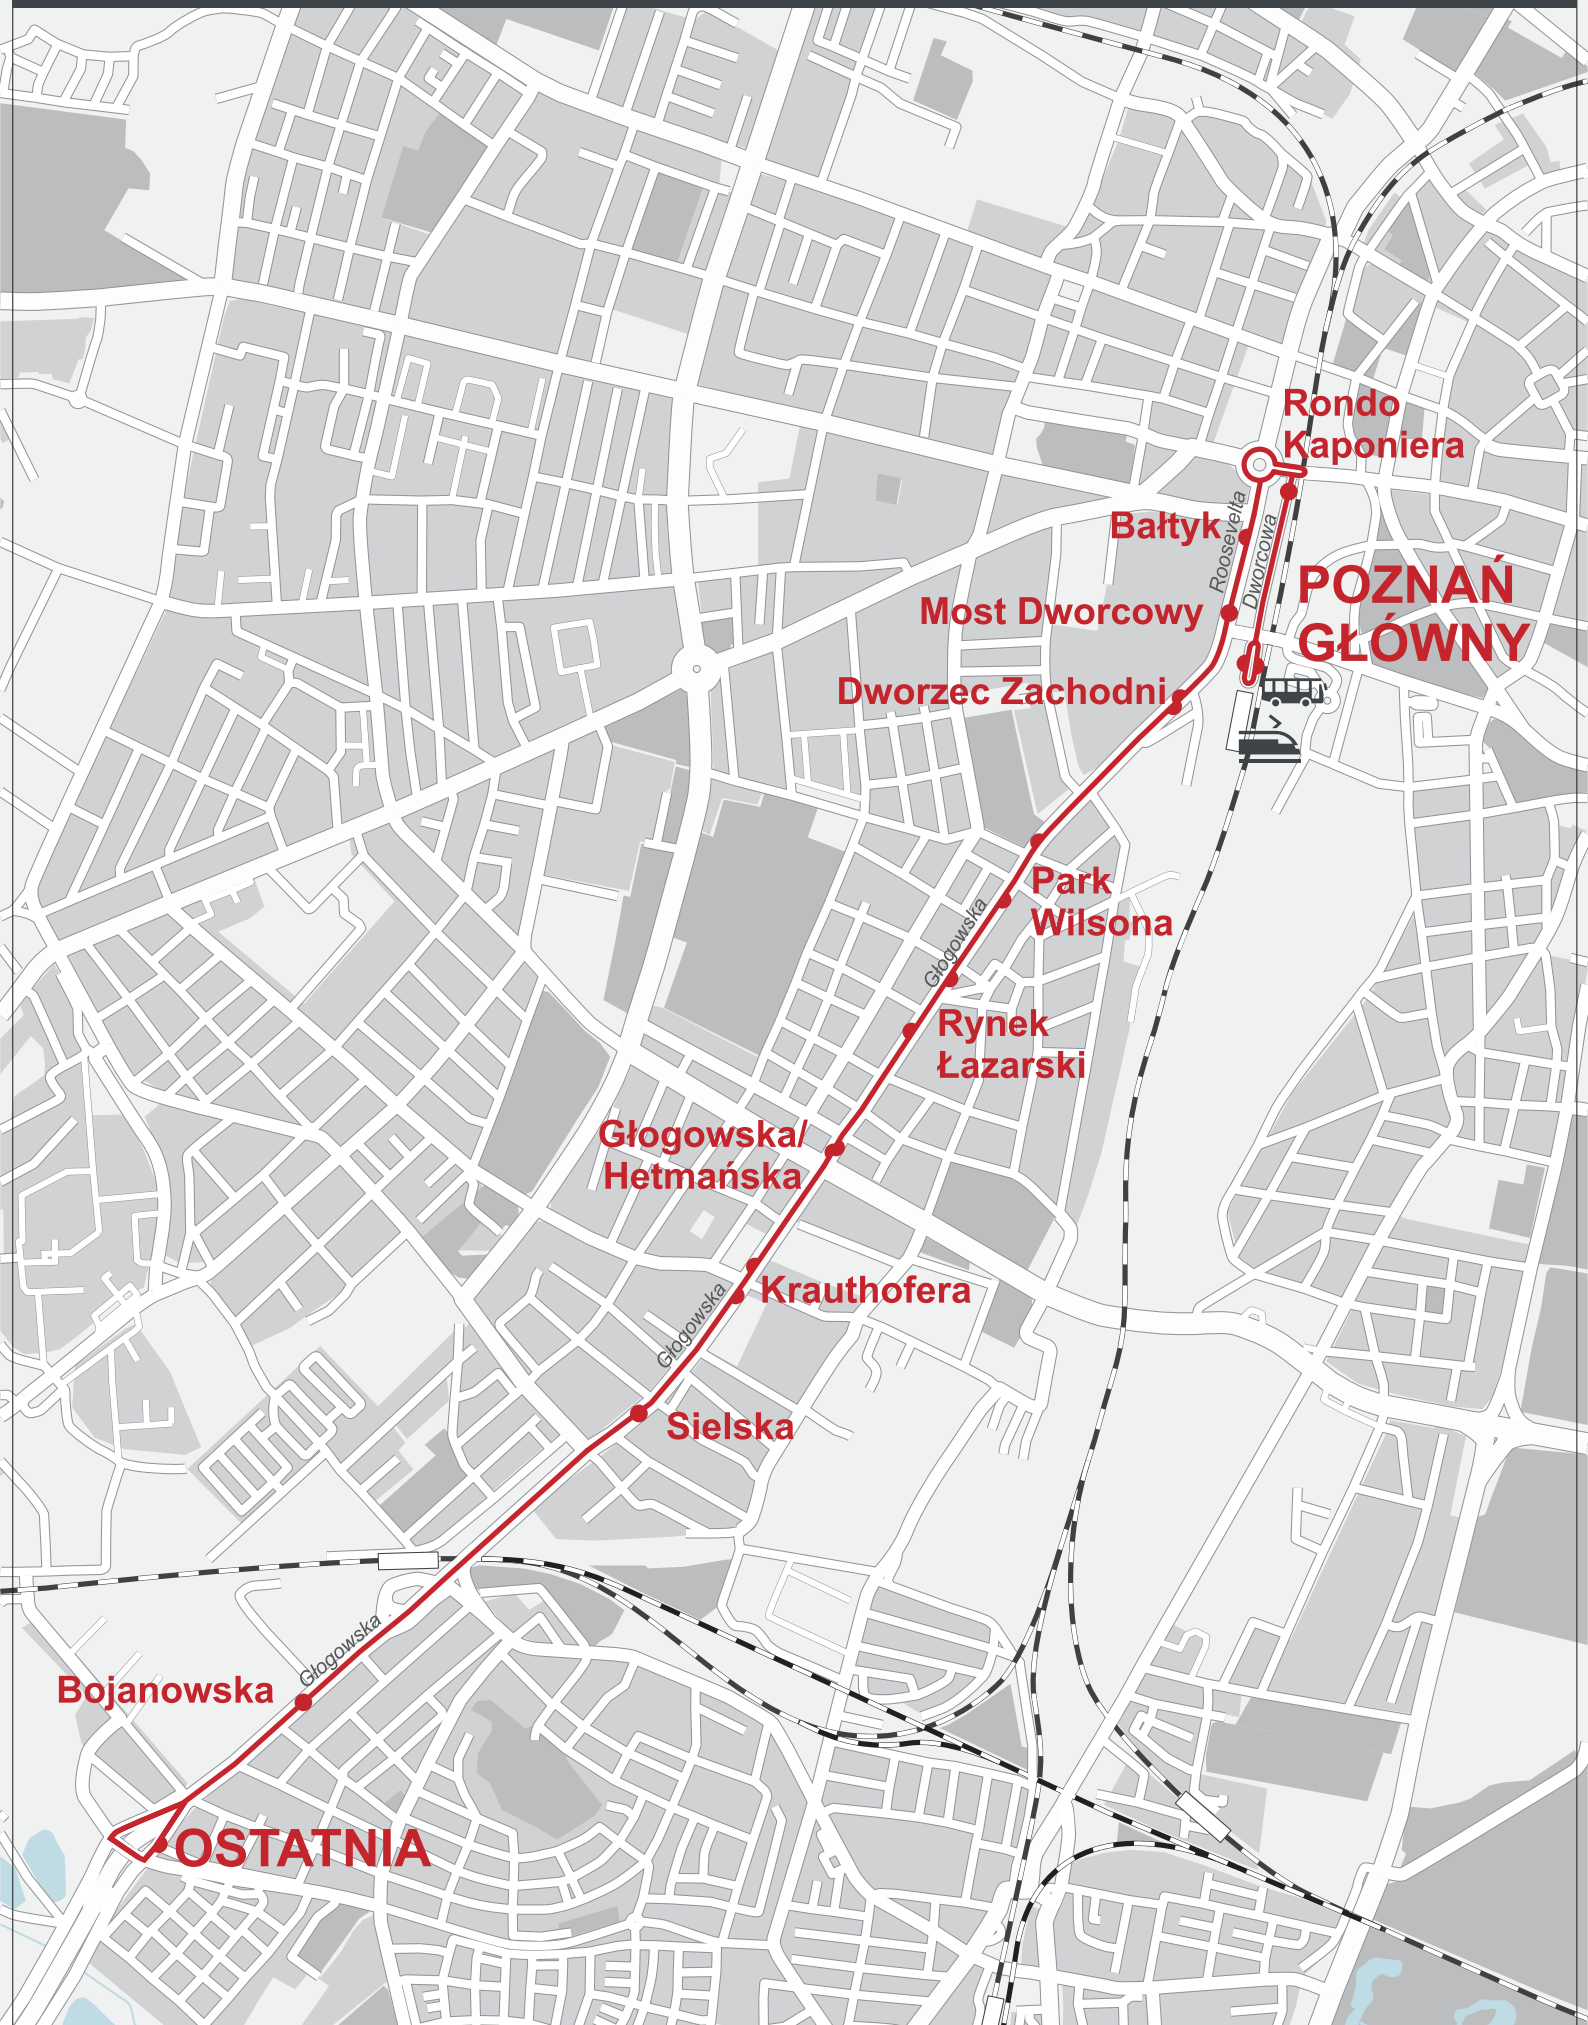 Rondo
Kaponiera
Bałtyk
Roosevelta
Dworcowa
POZNAŃ
GŁÓWNY
Most Dworcowy
Dworzec Zachodni
Park
Wilsona
Głogowska
Rynek
Łazarski
Głogowska/
Hetmańska
Krauthofera
Głogowska
Sielska
Głogowska
Bojanowska
OSTATNIA